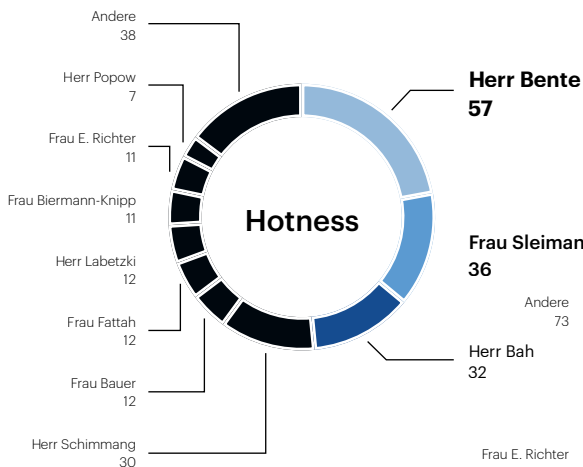 Andere
38
Herr Popow
7
Frau E. Richter
11
Frau Biermann-Knipp
11
Herr Labetzki
12
Frau Fattah
12
Frau Bauer
12
Herr Schimmang
30
Hotness
Herr Bente
57
Frau Sleiman
36
Andere
73
Herr Bah
32
Frau E. Richter